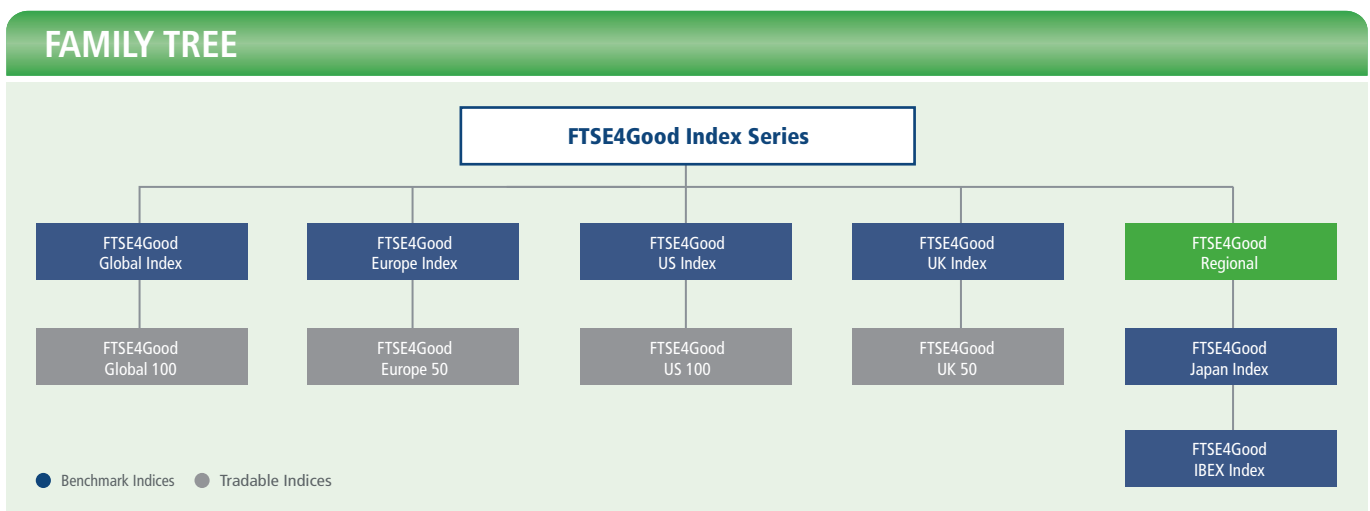 FAMILY TREE
FTSE4Good Index Series
FTSE4Good
Global Index
FTSE4Good
Europe Index
FTSE4Good
US Index
FTSE4Good
UK Index
FTSE4Good
Regional
FTSE4Good
Global 100
FTSE4Good
Europe 50
FTSE4Good
US 100
FTSE4Good
UK 50
FTSE4Good
Japan Index
FTSE4Good
IBEX Index
Benchmark Indices
Tradable Indices